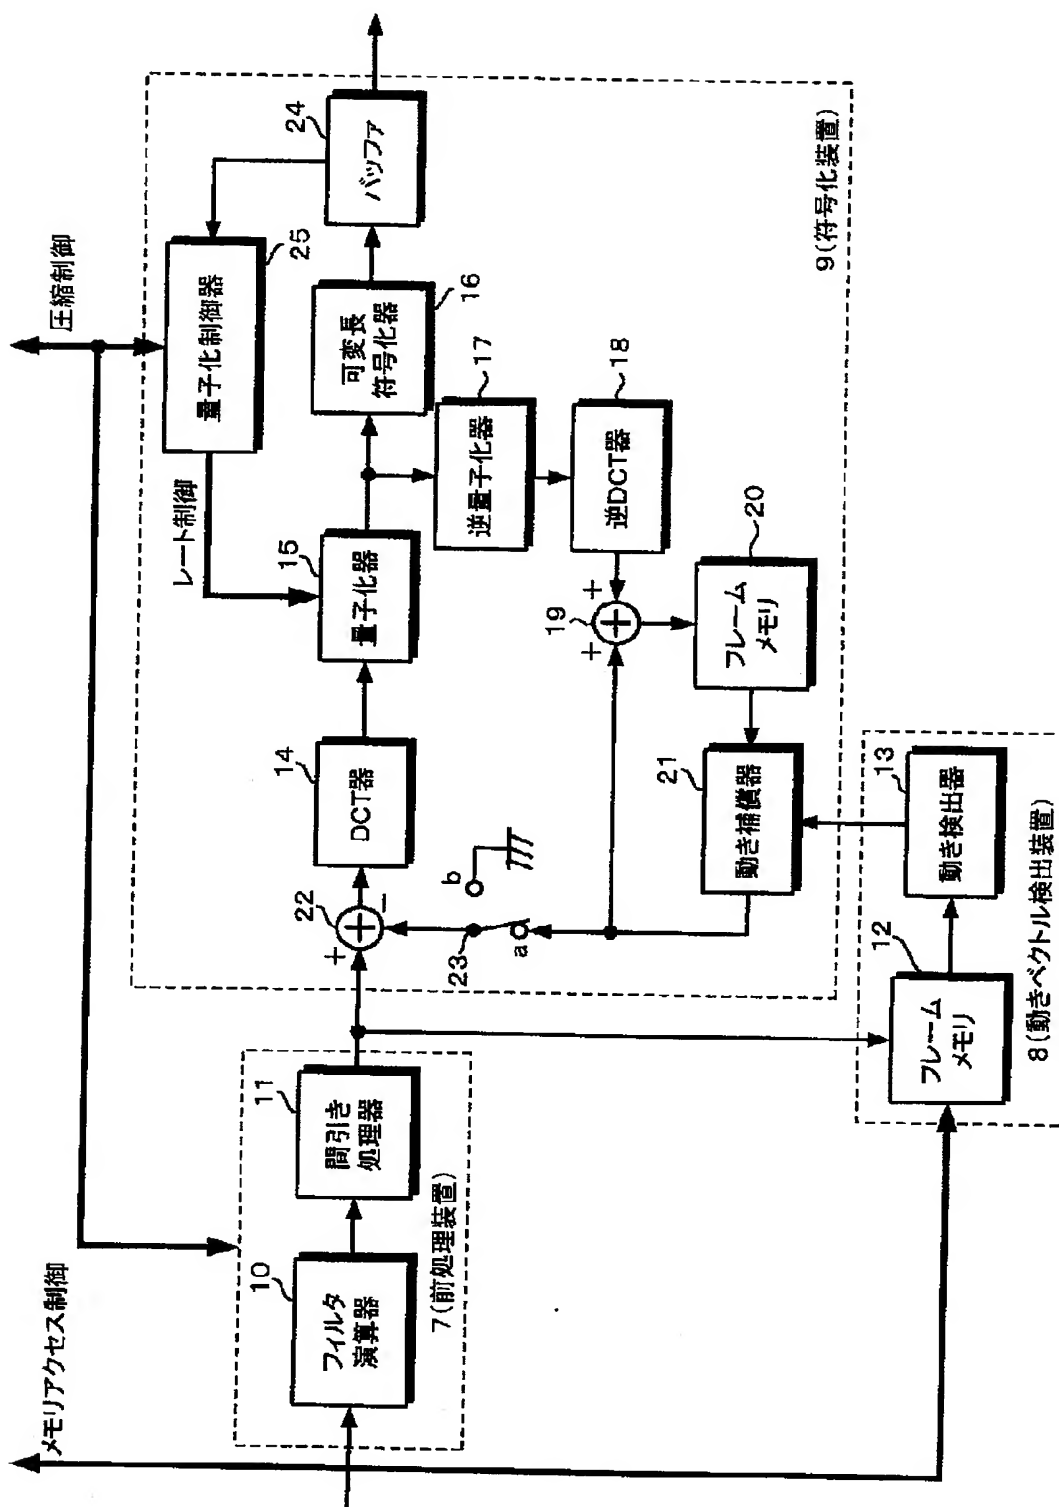 メモリアクセス制御
圧縮制御
フィルタ
演算器
10
間引き
処理器
11
7(前処理装置)
+
22
−
DCT器
14
量子化器
15
レート制御
量子化制御器
25
可変長
符号化器
16
バッファ
24
逆量子化器
17
逆DCT器
18
+
19
+
フレーム
メモリ
20
動き補償器
21
23
a
b
9(符号化装置)
フレーム
メモリ
12
動き検出器
13
8(動きベクトル検出装置)